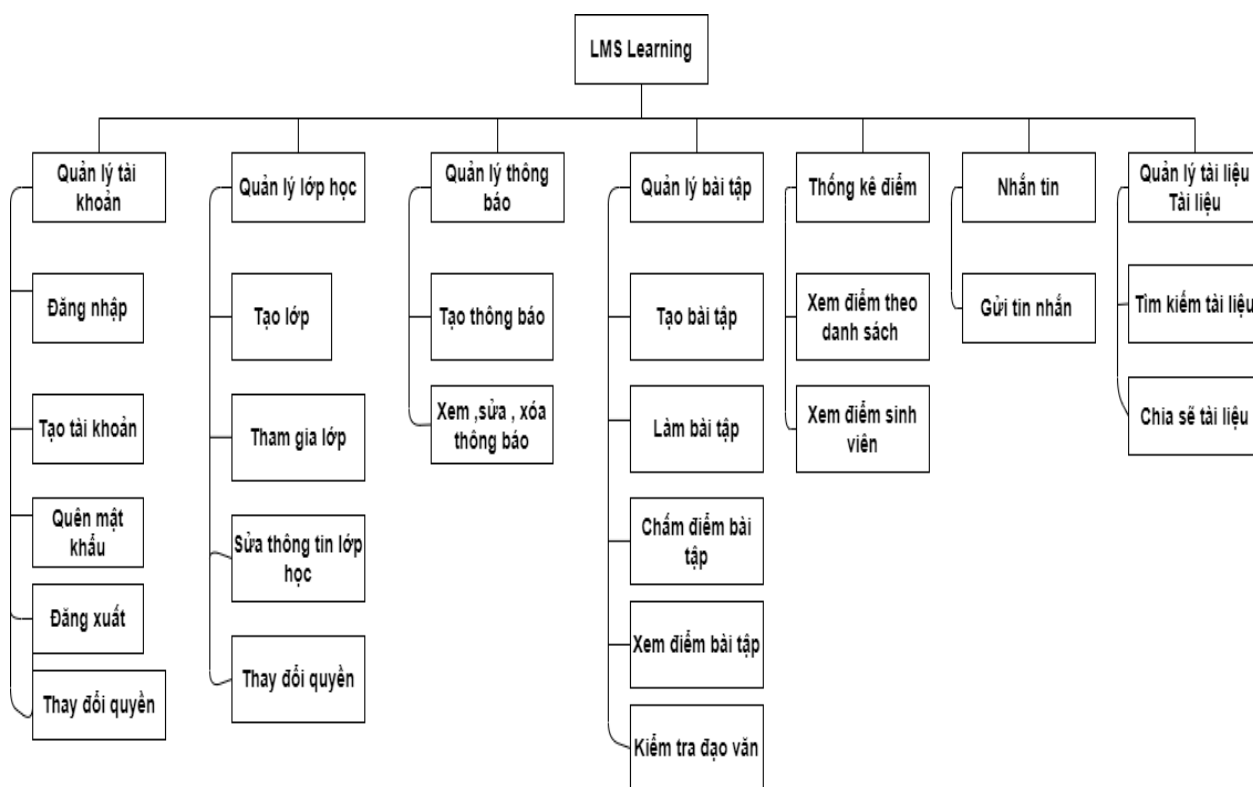 LMS Learning
Quản lý tài
khoản
Quản lý lớp học
Quản lý thông
báo
Quản lý bài tập
Thống kê điểm
Nhắn tin
Quản lý tài liệu
Tài liệu
Đăng nhập
Tạo lớp
Tạo thông báo
Tạo bài tập
Xem điểm theo
danh sách
Gửi tin nhắn
Tìm kiếm tài liệu
Tạo tài khoản
Tham gia lớp
Xem ,sửa , xóa
thông báo
Làm bài tập
Xem điểm sinh
viên
Chia sẽ tài liệu
Quên mật
khẩu
Sửa thông tin lớp
học
Chấm điểm bài
tập
Đăng xuất
Xem điểm bài tập
Thay đổi quyền
Thay đổi quyền
Kiểm tra đạo văn